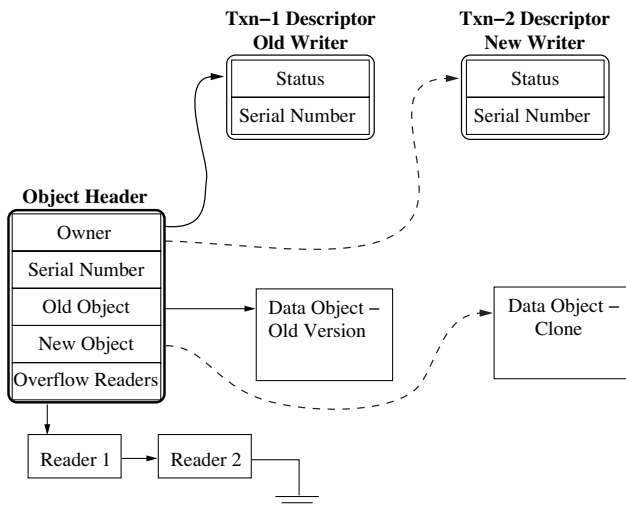 Txn−1 Descriptor
Old Writer
Txn−2 Descriptor
New Writer
Status
Serial Number
Status
Serial Number
Object Header
Owner
Serial Number
Old Object
New Object
Overflow Readers
Data Object −
Old Version
Data Object −
Clone
Reader 1
Reader 2